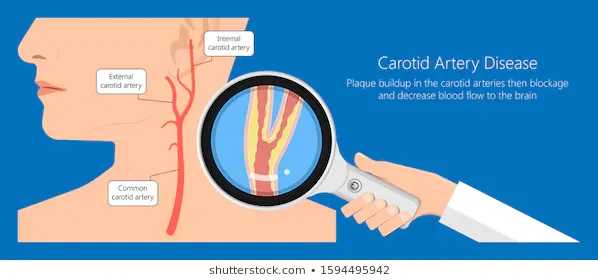 Internal
carotid artery
External
carotid artery
Common
carotid artery
Carotid Artery Disease
Plaque buildup in the carotid arteries then blockage
and decrease blood flow to the brain
shutterstock.com • 1594495942